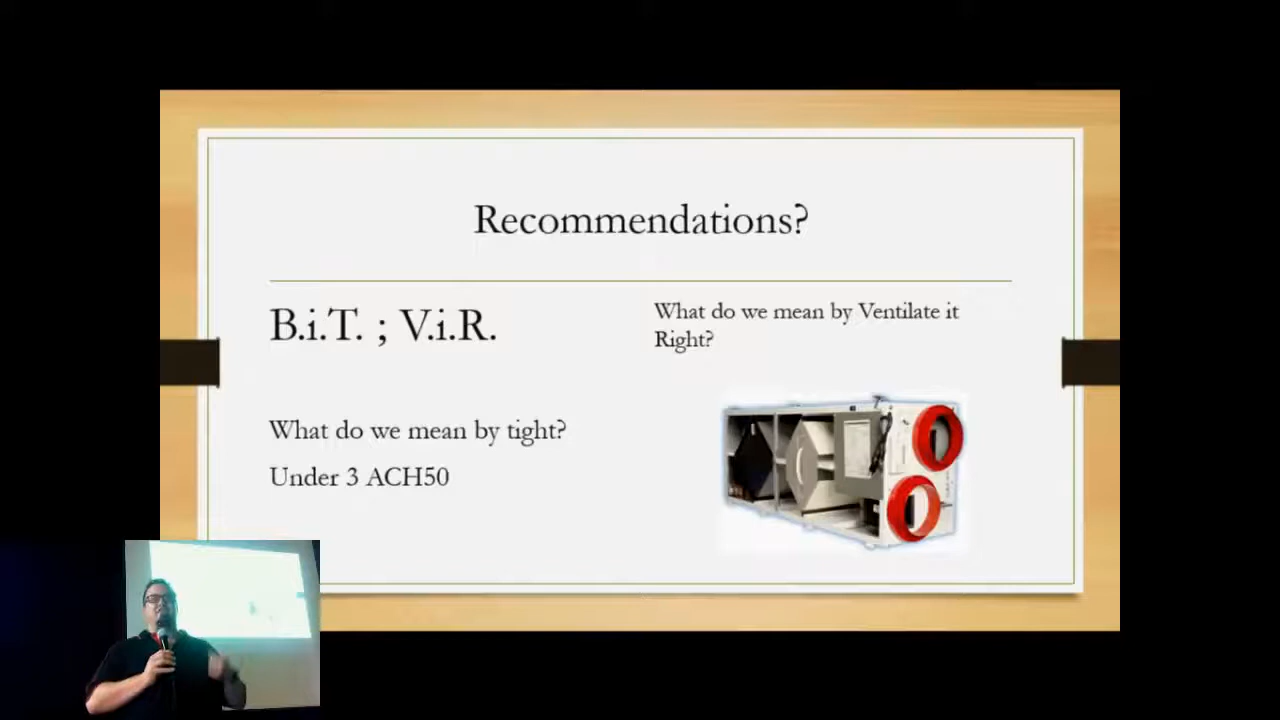 Recommendations?
B.i.T. ; V.i.R.
What do we mean by tight?
Under 3 ACH50
What do we mean by Ventilate it
Right?